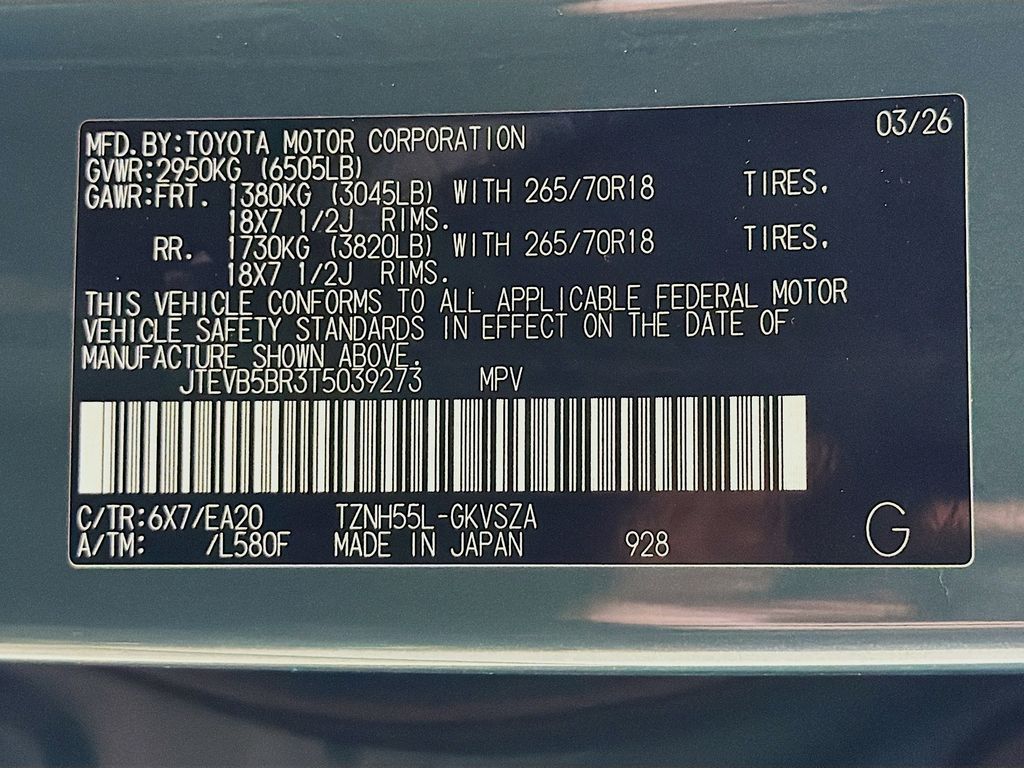 03/26
MFD. BY:TOYOTA MOTOR CORPORATION
GVWR:2950KG (6505LB)
GAWR:FRT. 1380KG (3045LB) WITH 265/70R18 TIRES.
18X7 1/2J RIMS.
RR. 1730KG (3820LB) WITH 265/70R18 TIRES.
18X7 1/2J RIMS.
THIS VEHICLE CONFORMS TO ALL APPLICABLE FEDERAL MOTOR
VEHICLE SAFETY STANDARDS IN EFFECT ON THE DATE OF
MANUFACTURE SHOWN ABOVE.
JTEVB5BR3T5039273 MPV
C/TR:6X7/EA20 TZNH55L-GKVSZA
A/TM: /L580F MADE IN JAPAN 928
G